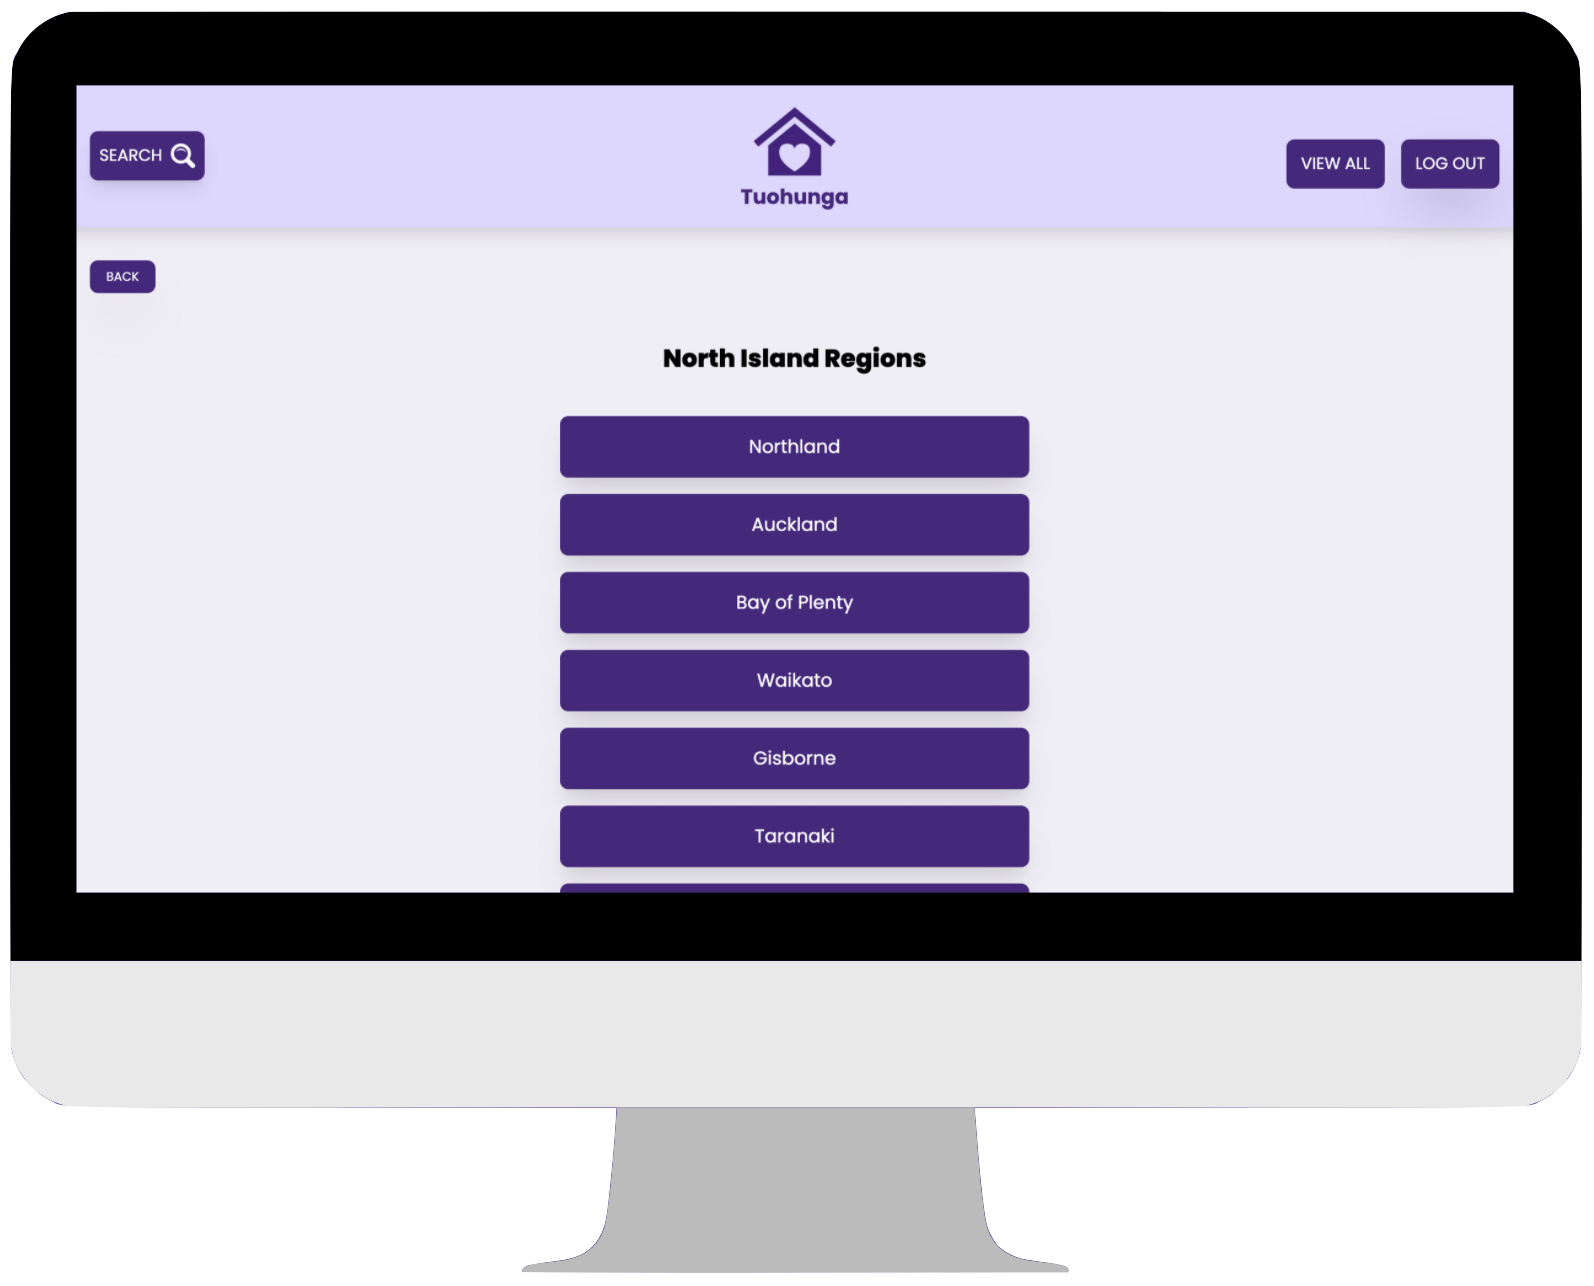 SEARCH
Tuohunga
VIEW ALL
LOG OUT
BACK
North Island Regions
Northland
Auckland
Bay of Plenty
Waikato
Gisborne
Taranaki